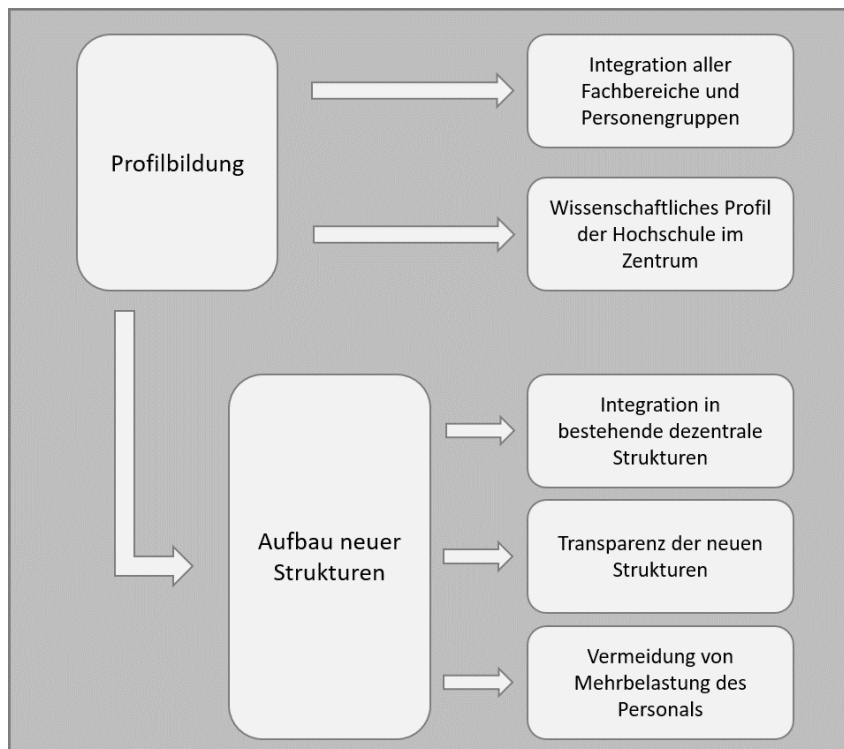 Profilbildung
Integration aller
Fachbereiche und
Personengruppen
Wissenschaftliches Profil
der Hochschule im
Zentrum
Aufbau neuer
Strukturen
Integration in
bestehende dezentrale
Strukturen
Transparenz der neuen
Strukturen
Vermeidung von
Mehrbelastung des
Personals